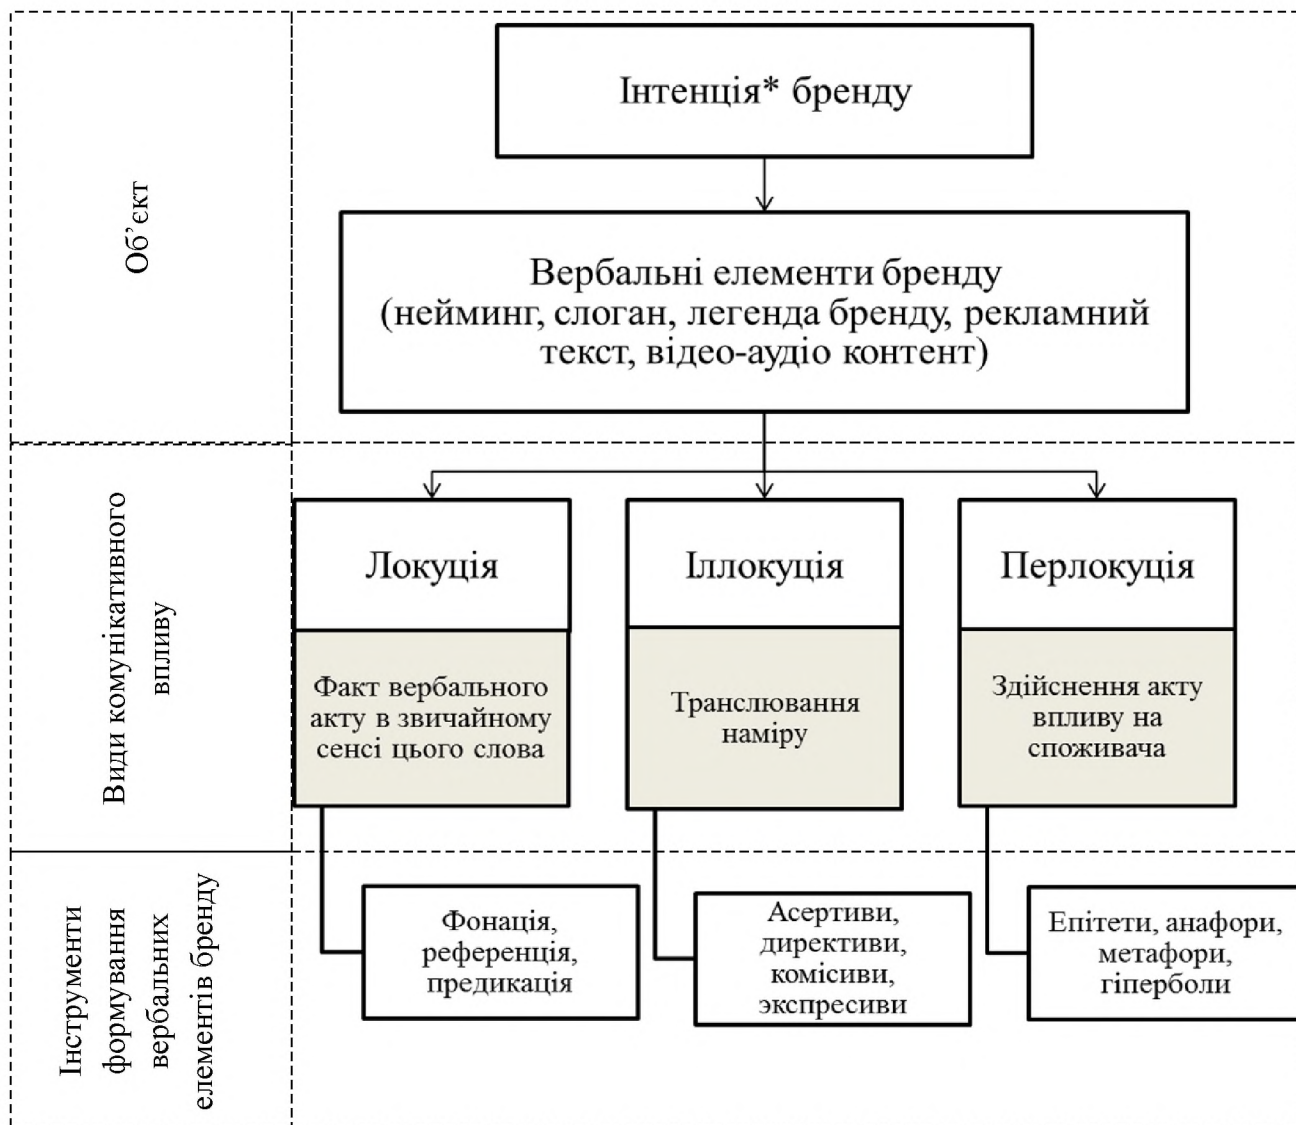 Об’єкт
Інтенція* бренду
Вербальні елементи бренду
(нейминг, слоган, легенда бренду, рекламний
текст, відео-аудіо контент)
Види комунікативного
впливу
Локуція
Факт вербального
акту в звичайному
сенсі цього слова
Іллокуція
Транслювання
наміру
Перлокуція
Здійснення акту
впливу на
споживача
Інструменти
формування
вербальних
елементів бренду
Фонація,
референція,
предикація
Асертиви,
директиви,
комісиви,
экспресиви
Епітети, анафори,
метафори,
гіперболи